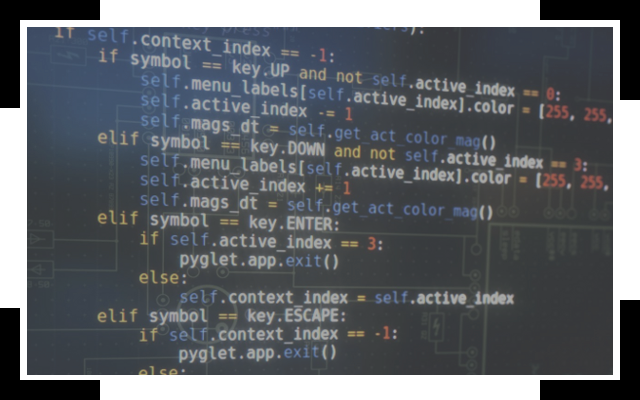 if self.context_index == -1:
if symbol == key.UP and not self.active_index == 0:
self.menu_labels[self.active_index].color = [255, 255,
self.active_index -= 1
self.mags_dt = self.get_act_color_mag()
elif symbol == key.DOWN and not self.active_index == 3:
self.menu_labels[self.active_index].color = [255, 255,
self.active_index += 1
self.mags_dt = self.get_act_color_mag()
elif symbol == key.ENTER:
if self.active_index == 3:
pyglet.app.exit()
else:
self.context_index = self.active_index
elif symbol == key.ESCAPE:
if self.context_index == -1:
pyglet.app.exit()
else: